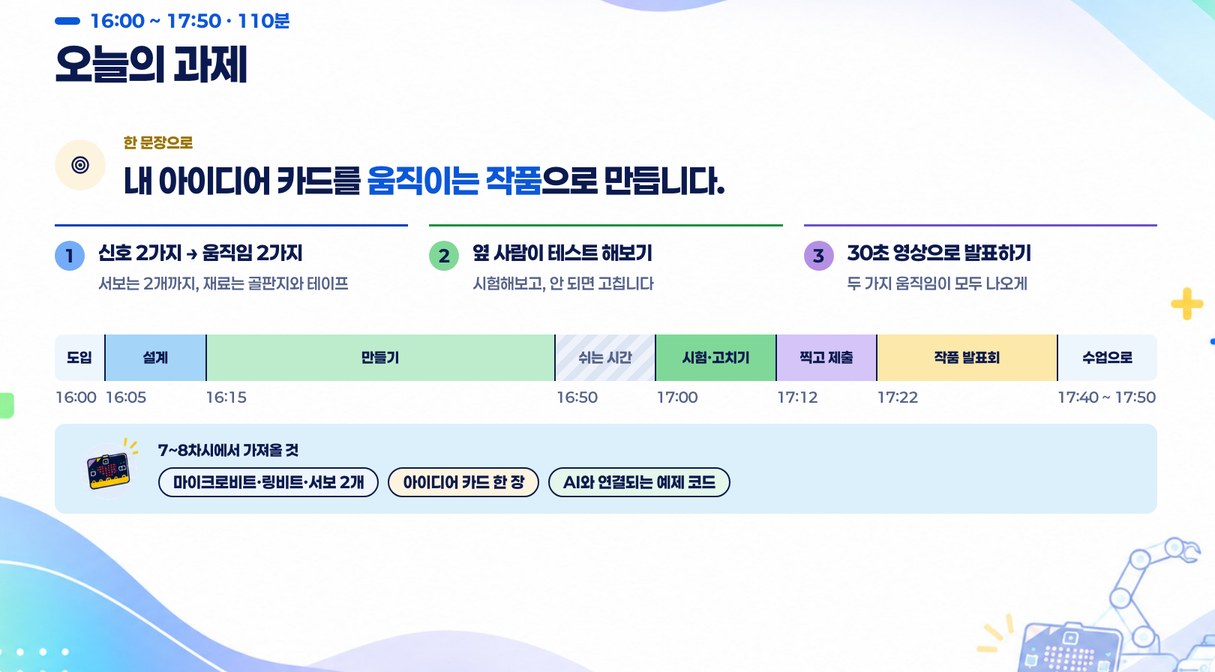 16:00 ~ 17:50 · 110분
오늘의 과제
한 문장으로
내 아이디어 카드를 움직이는 작품으로 만듭니다.
1 신호 2가지 → 움직임 2가지
서보는 2개까지, 재료는 골판지와 테이프
2 옆 사람이 테스트 해보기
시험해보고, 안 되면 고칩니다
3 30초 영상으로 발표하기
두 가지 움직임이 모두 나오게
도입 설계 만들기 쉬는 시간 시험·고치기 찍고 제출 작품 발표회 수업으로
16:00 16:05 16:15 16:50 17:00 17:12 17:22 17:40 ~ 17:50
7~8차시에서 가져올 것
마이크로비트·링비트·서보 2개 아이디어 카드 한 장 AI와 연결되는 예제 코드